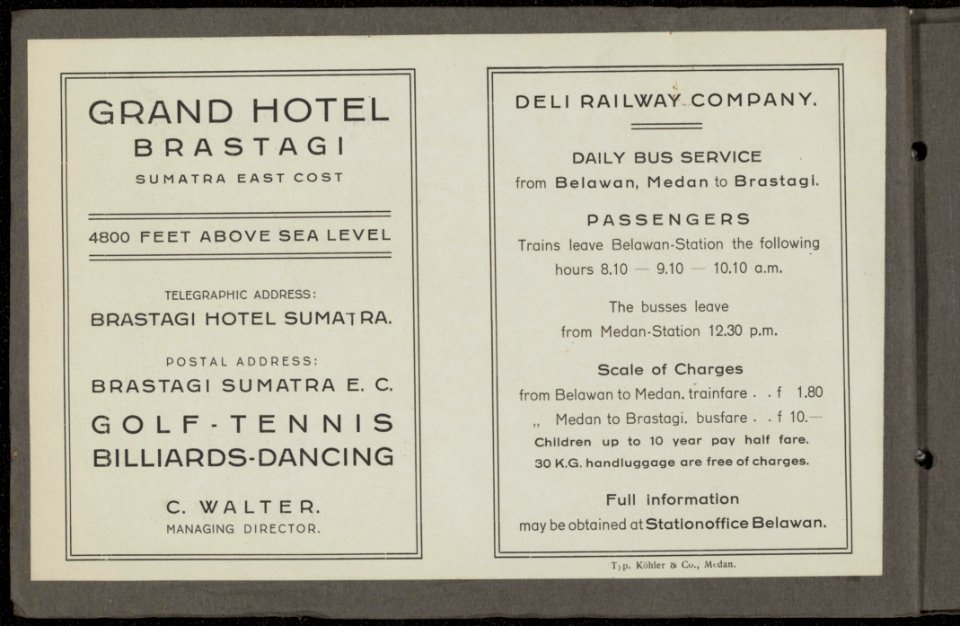 GRAND HOTEL
BRASTAGI
SUMATRA EAST COST
4800 FEET ABOVE SEA LEVEL
TELEGRAPHIC ADDRESS:
BRASTAGI HOTEL SUMATRA.
POSTAL ADDRESS:
BRASTAGI SUMATRA E. C.
GOLF - TENNIS
BILLIARDS-DANCING
C. WALTER.
MANAGING DIRECTOR.
DELI RAILWAY COMPANY.
DAILY BUS SERVICE
from Belawan, Medan to Brastagi.
PASSENGERS
Trains leave Belawan-Station the following
hours 8.10 — 9.10 — 10.10 a.m.
The busses leave
from Medan-Station 12.30 p.m.
Scale of Charges
from Belawan to Medan. trainfare . . f 1.80
„ Medan to Brastagi. busfare . . f 10.—
Children up to 10 year pay half fare.
30 K.G. handluggage are free of charges.
Full information
may be obtained at Stationoffice Belawan.
Typ. Köhler & Co., Medan.